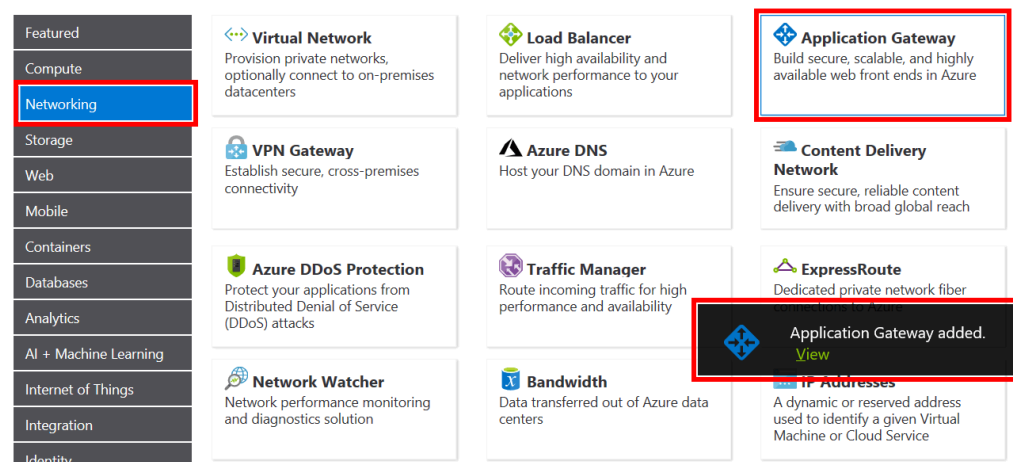 Featured
Compute
Networking
Storage
Web
Mobile
Containers
Databases
Analytics
AI + Machine Learning
Internet of Things
Integration
Identity
Virtual Network
Provision private networks,
optionally connect to on-premises
datacenters
Load Balancer
Deliver high availability and
network performance to your
applications
Application Gateway
Build secure, scalable, and highly
available web front ends in Azure
VPN Gateway
Establish secure, cross-premises
connectivity
Azure DNS
Host your DNS domain in Azure
Content Delivery
Network
Ensure secure, reliable content
delivery with broad global reach
Azure DDoS Protection
Protect your applications from
Distributed Denial of Service
(DDoS) attacks
Traffic Manager
Route incoming traffic for high
performance and availability
ExpressRoute
Dedicated private network fiber
connections to Azure
Application Gateway added.
View
Network Watcher
Network performance monitoring
and diagnostics solution
Bandwidth
Data transferred out of Azure data
centers
IP Addresses
A dynamic or reserved address
used to identify a given Virtual
Machine or Cloud Service